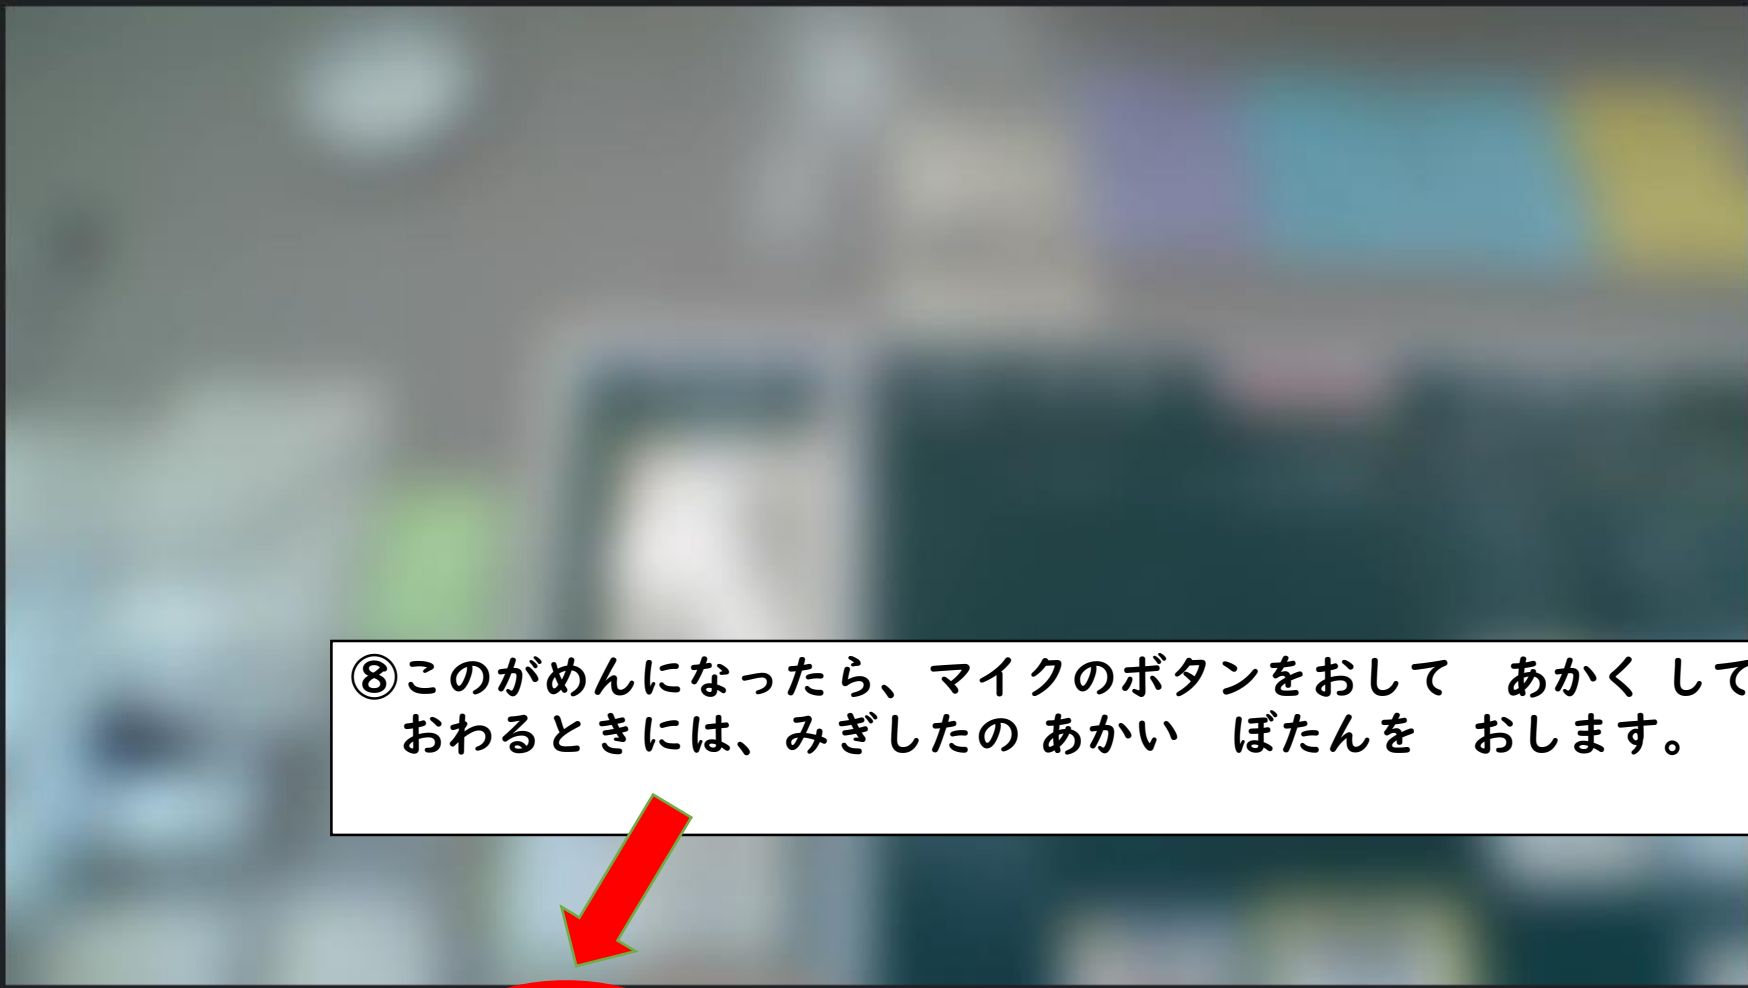 ⑧このがめんになったら、マイクのボタンをおして　あかく して
おわるときには、みぎしたの あかい　ぼたんを　おします。